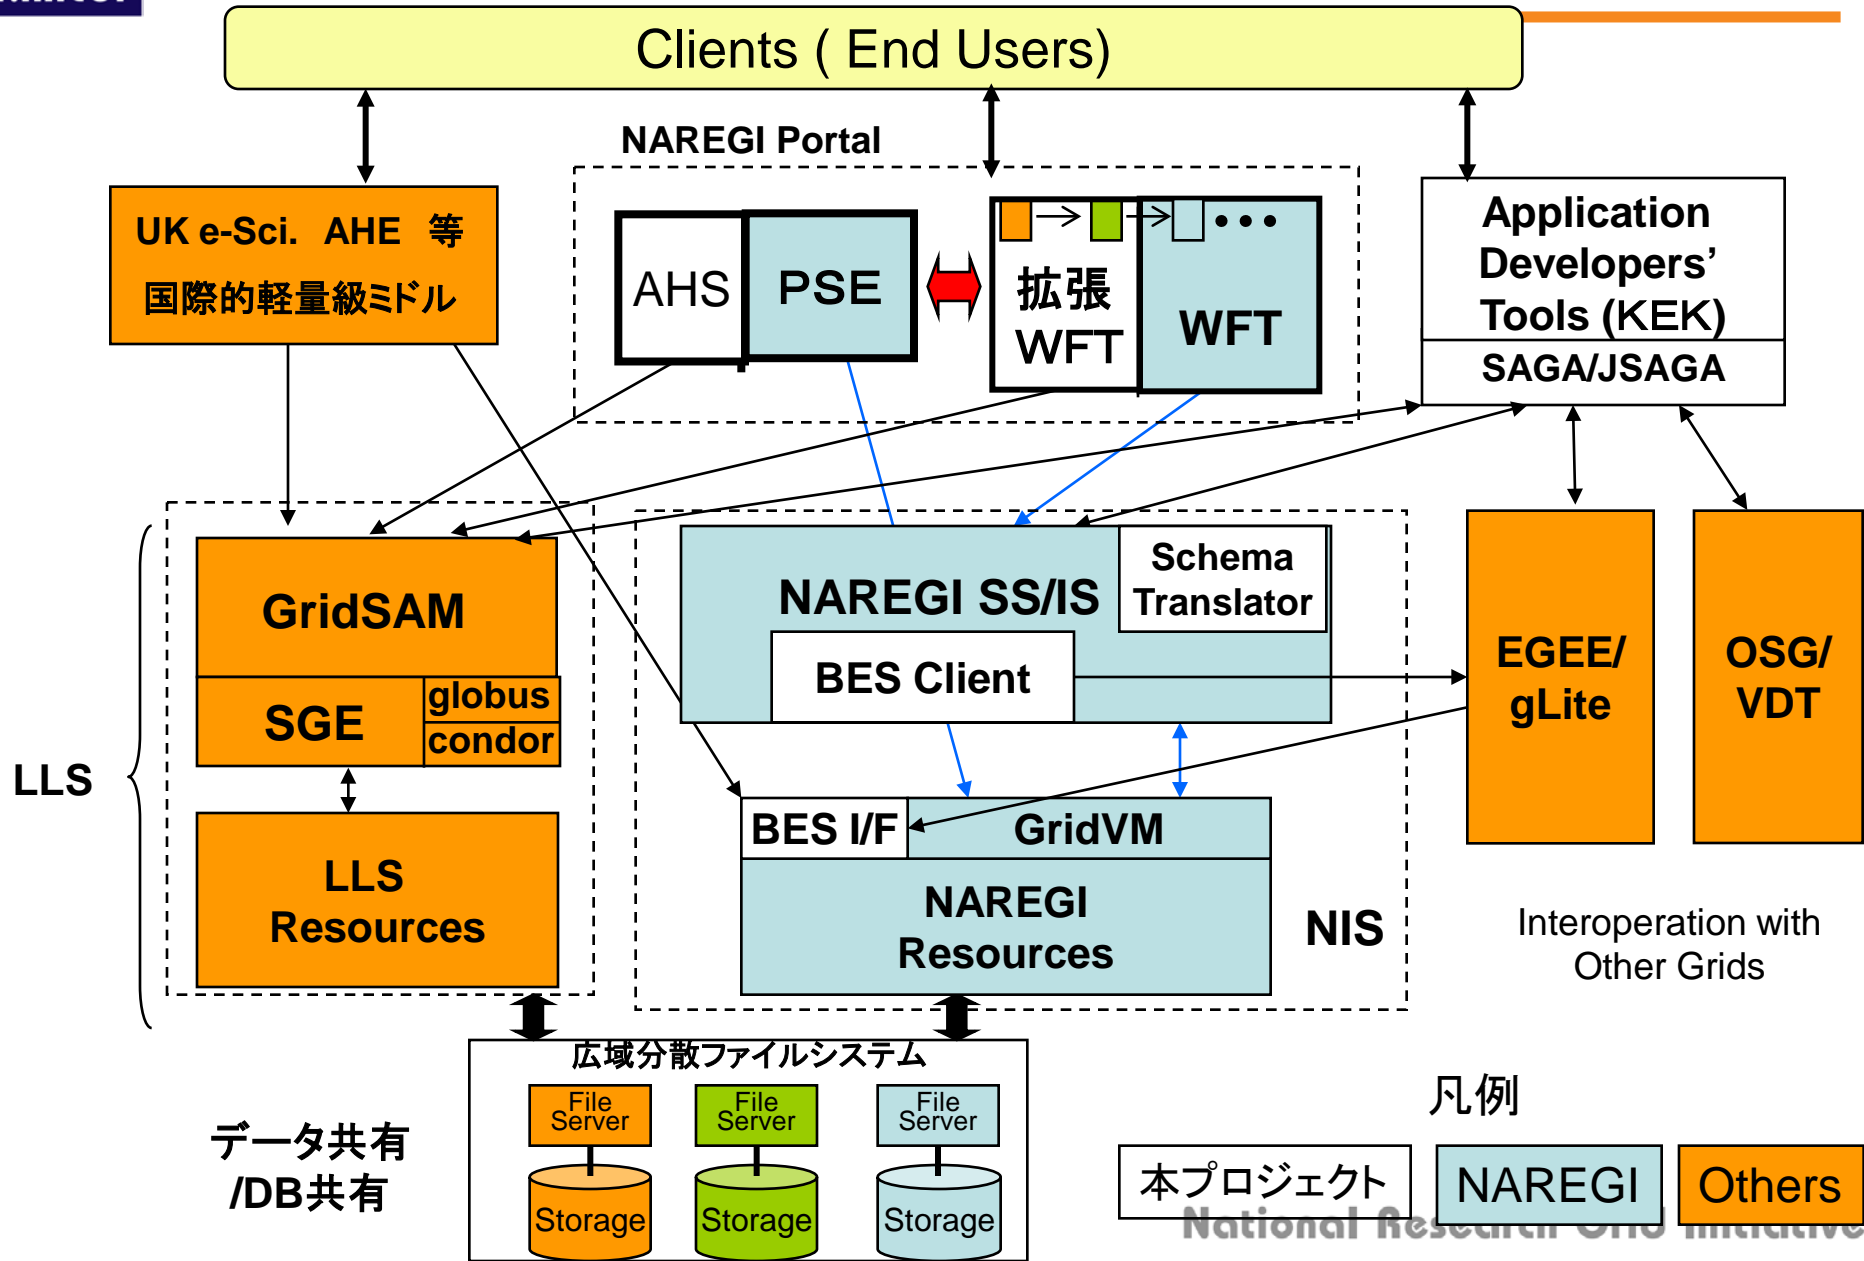 Clients ( End Users)
NAREGI Portal
UK e-Sci. AHE 等
国際的軽量級ミドル
AHS
PSE
拡張
WFT
WFT
Application
Developers’
Tools (KEK)
SAGA/JSAGA
LLS
GridSAM
SGE
globus
condor
LLS
Resources
NAREGI SS/IS
Schema
Translator
BES Client
BES I/F
GridVM
NAREGI
Resources
NIS
EGEE/
gLite
OSG/
VDT
Interoperation with
Other Grids
広域分散ファイルシステム
File
Server
File
Server
File
Server
Storage
Storage
Storage
データ共有
/DB共有
凡例
本プロジェクト
NAREGI
Others
National Research Grid Initiative